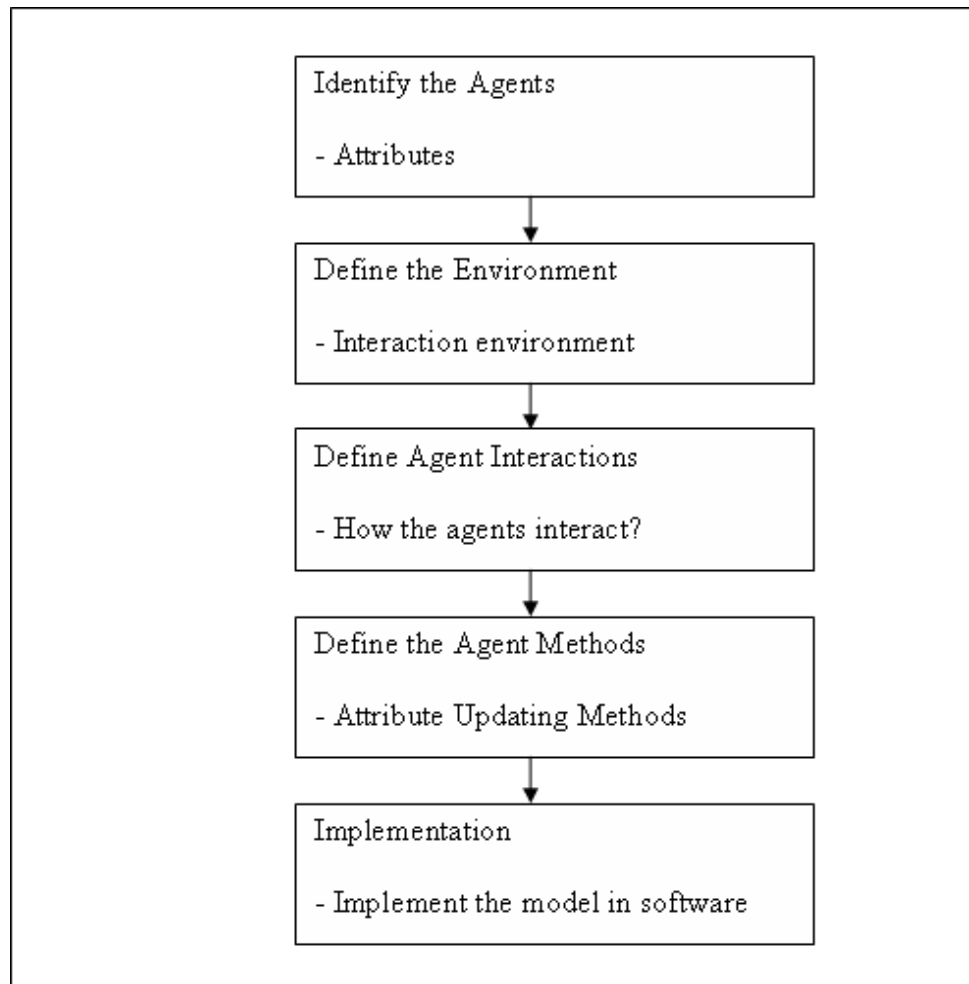 Identify the Agents
- Attributes
Define the Environment
- Interaction environment
Define Agent Interactions
- How the agents interact?
Define the Agent Methods
- Attribute Updating Methods
Implementation
- Implement the model in software